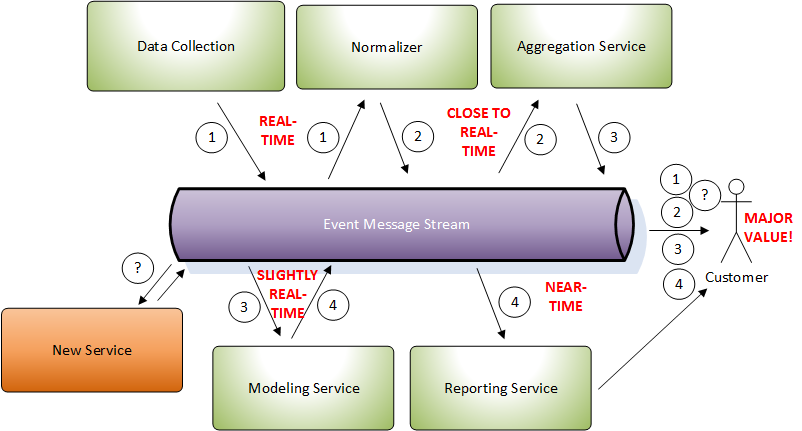 Data Collection
Normalizer
Aggregation Service
REAL-
TIME
CLOSE TO
REAL-
TIME
1
1
2
2
3
Event Message Stream
1
?
2
3
4
MAJOR
VALUE!
Customer
?
SLIGHTLY
REAL-
TIME
3
4
4
NEAR-
TIME
New Service
Modeling Service
Reporting Service